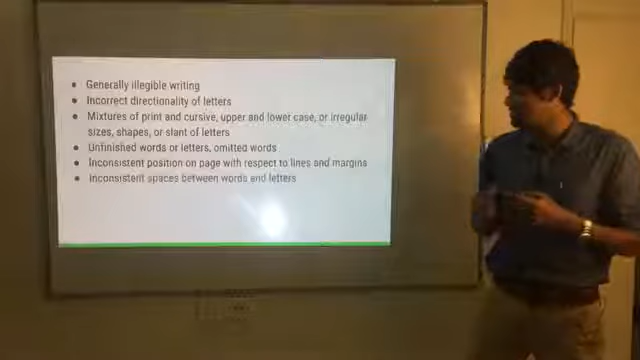 ● Generally illegible writing
● Incorrect directionality of letters
● Mixtures of print and cursive, upper and lower case, or irregular
sizes, shapes, or slant of letters
● Unfinished words or letters, omitted words
● Inconsistent position on page with respect to lines and margins
● Inconsistent spaces between words and letters